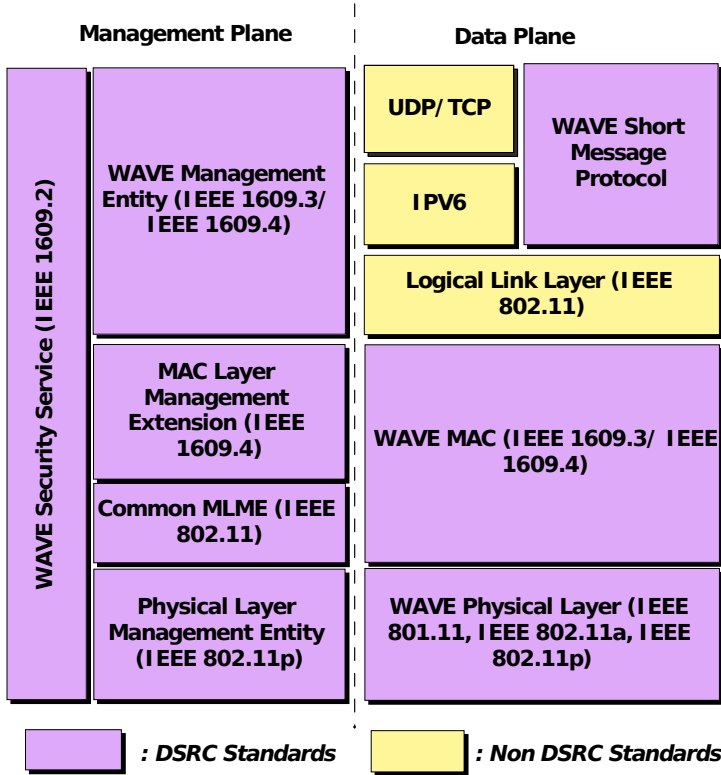 Management Plane
Data Plane
WAVE Security Service (IEEE 1609.2)
WAVE Management
Entity (IEEE 1609.3/
IEEE 1609.4)
MAC Layer
Management
Extension (IEEE
1609.4)
Common MLME (IEEE
802.11)
Physical Layer
Management Entity
(IEEE 802.11p)
UDP/TCP
WAVE Short
Message
Protocol
IPV6
Logical Link Layer (IEEE
802.11)
WAVE MAC (IEEE 1609.3/ IEEE
1609.4)
WAVE Physical Layer (IEEE
801.11, IEEE 802.11a, IEEE
802.11p)
: DSRC Standards
: Non DSRC Standards